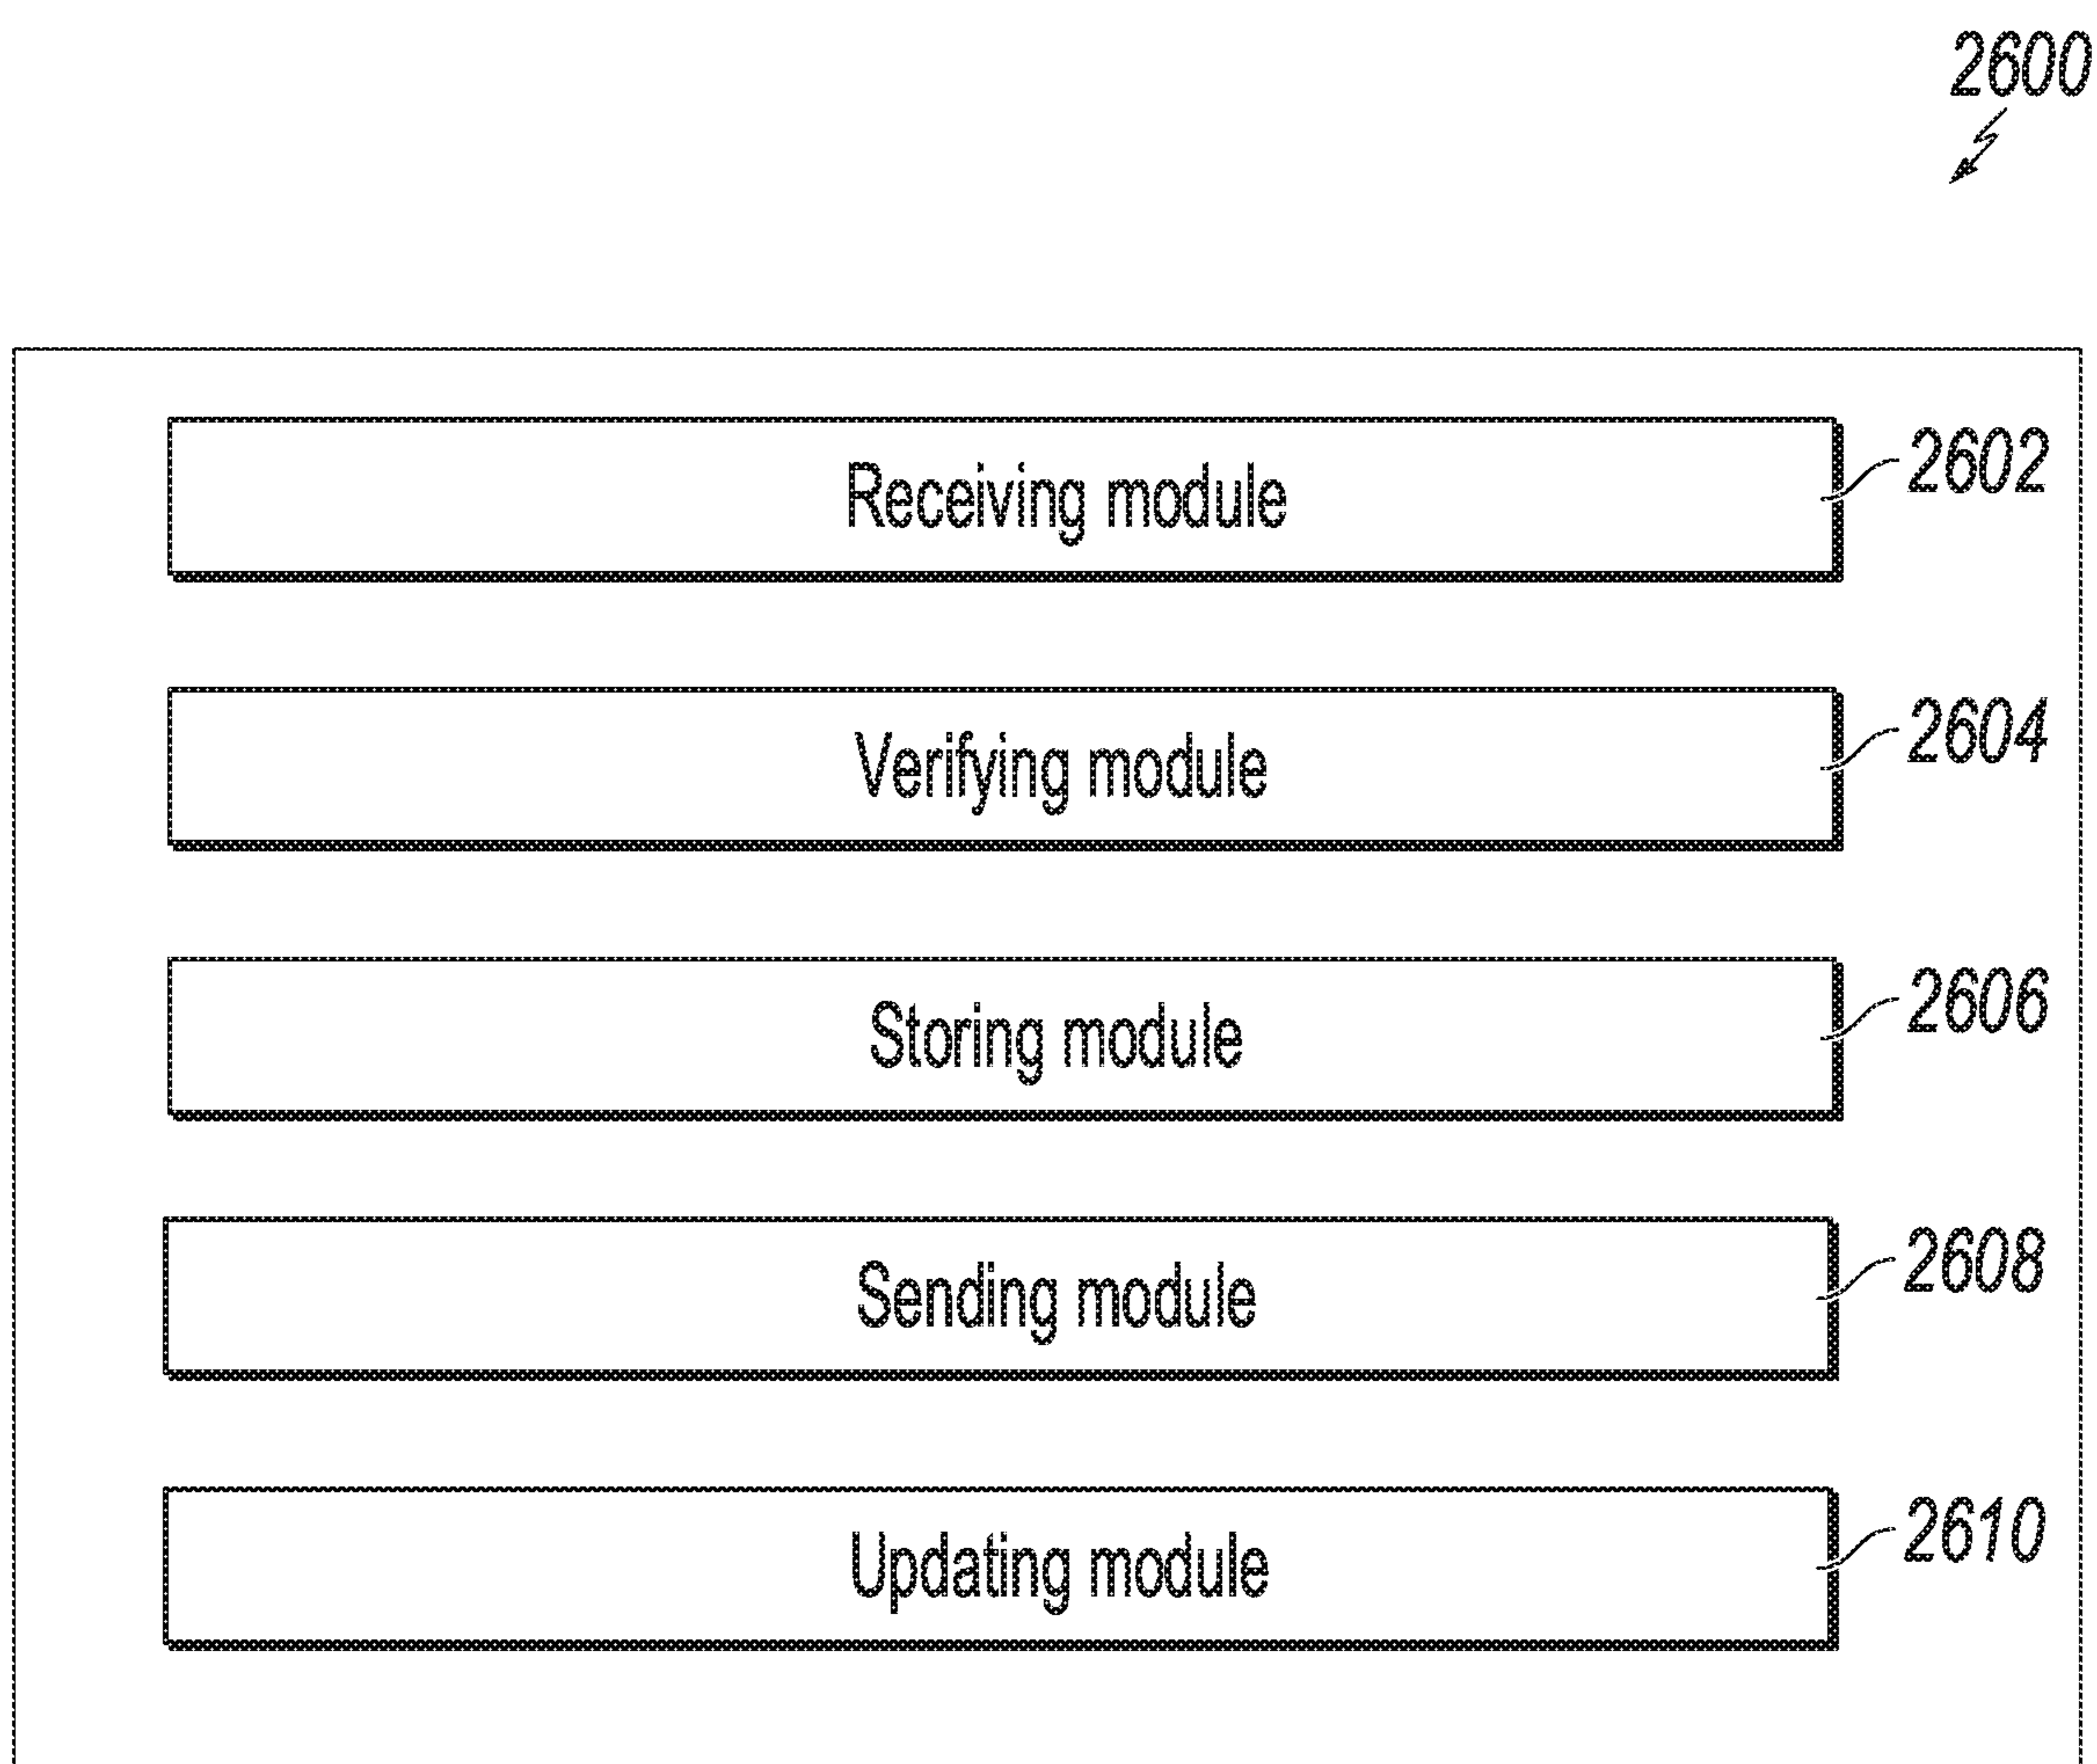 2600
Receiving module 2602
Verifying module 2604
Storing module 2606
Sending module 2608
Updating module 2610